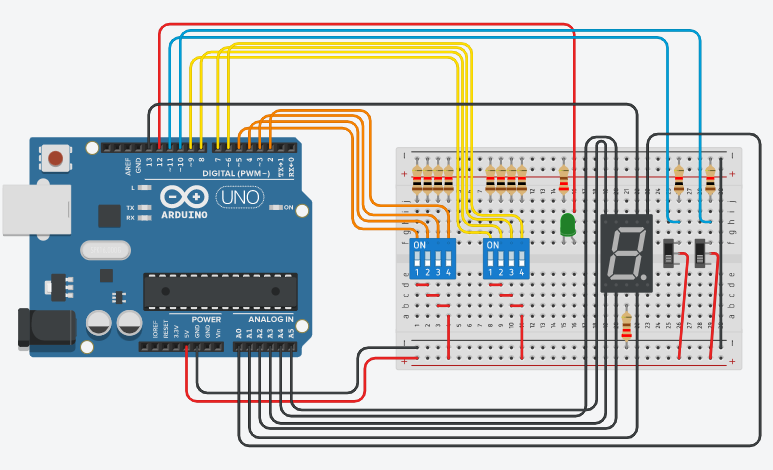 AREF
GND
13
12
~11
~10
~9
8
7
~6
~5
4
~3
2
TX→1
RX←0
DIGITAL (PWM~)
L
TX
RX
UNO
ON
ARDUINO
POWER
ANALOG IN
IOREF
RESET
3.3V
5V
GND
GND
Vin
A0
A1
A2
A3
A4
A5
ON
1 2 3 4
ON
1 2 3 4